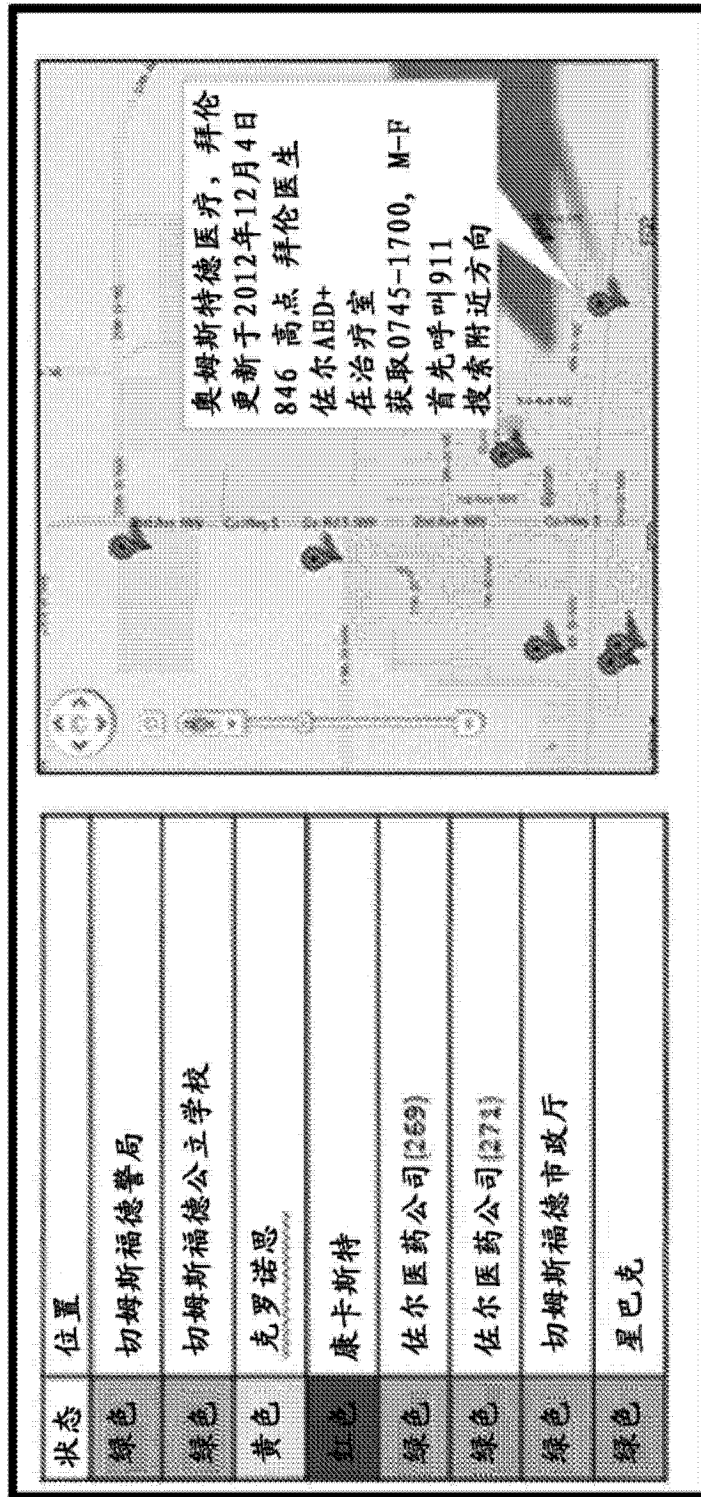 状态 位置
绿色 切姆斯福德警局
绿色 切姆斯福德公立学校
黄色 克罗诺思
红色 康卡斯特
绿色 佐尔医药公司(269)
绿色 佐尔医药公司(271)
绿色 切姆斯福德市政厅
绿色 星巴克
奥姆斯特德医疗，拜伦
更新于2012年12月4日
846 高点 拜伦医生
佐尔AED+
在治疗室
获取0745-1700, M-F
首先呼叫911
搜索附近方向